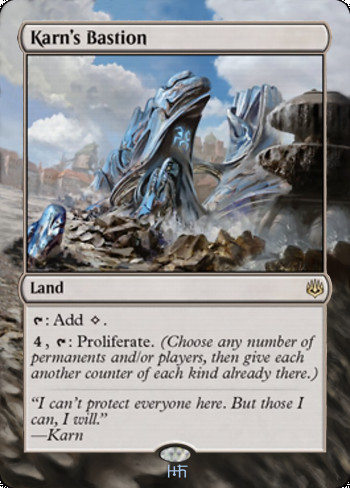 Karn's Bastion
Land
: Add .
4 , : Proliferate. (Choose any number of
permanents and/or players, then give each
another counter of each kind already there.)
"I can't protect everyone here. But those I
can, I will."
—Karn